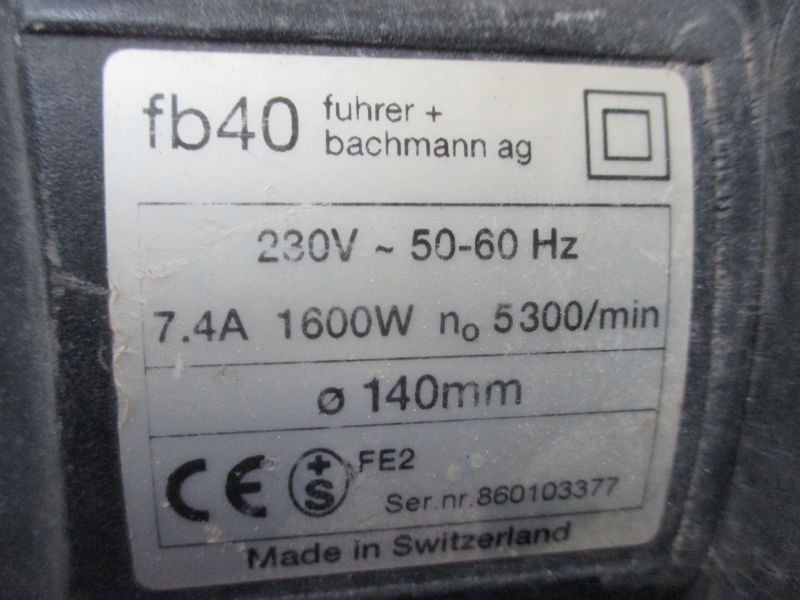 fb40 fuhrer +
bachmann ag
230V ~ 50-60 Hz
7.4A 1600W n₀ 5300/min
ø 140mm
CE +S FE2
Ser.nr.860103377
Made in Switzerland